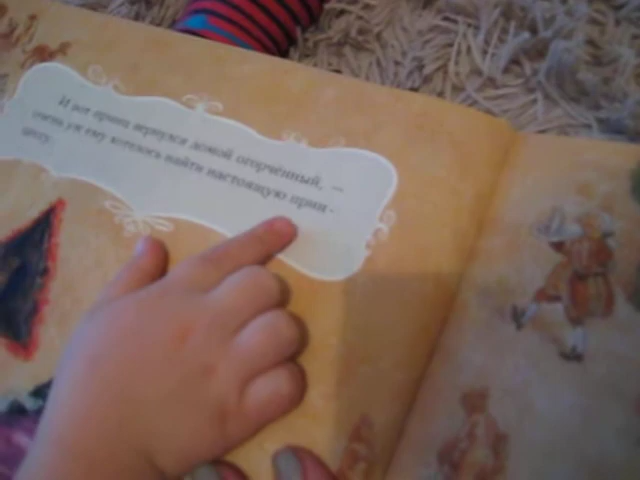 И вот принц вернулся домой огорчённый, —
очень уж ему хотелось найти настоящую прин-
цессу.